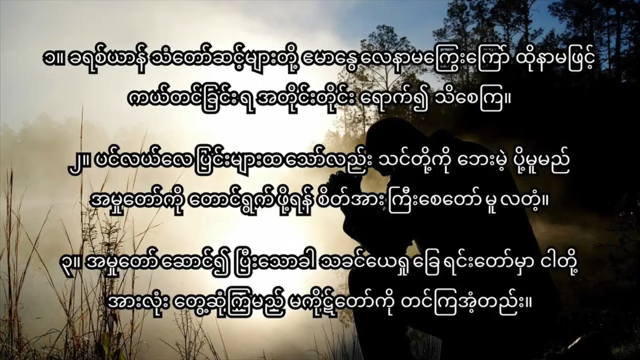 ၁။ ခရစ်ယာန် သံတော်ဆင့်များတို့ မောနွေ လေနာမကြွေးကြော် ထိုနာမဖြင့်
ကယ်တင်ခြင်းရ အတိုင်းတိုင်း ရောက်၍ သိစေကြ။
၂။ ပင်လယ်လေပြင်းများထသော်လည်း သင်တို့ကို ဘေးမဲ့ ပို့မူမည်
အမှုတော်ကို တောင်ရွက်ဖို့ရန် စိတ်အားကြီးစေတော် မူ လတံ့။
၃။ အမှုတော်ဆောင်၍ ပြီးသောခါ သခင်ယေရှု ခြေရင်းတော်မှာ ငါတို့
အားလုံး တွေ့ဆုံကြမည် မကိုဋ်တော်ကို တင်ကြအံ့တည်း။